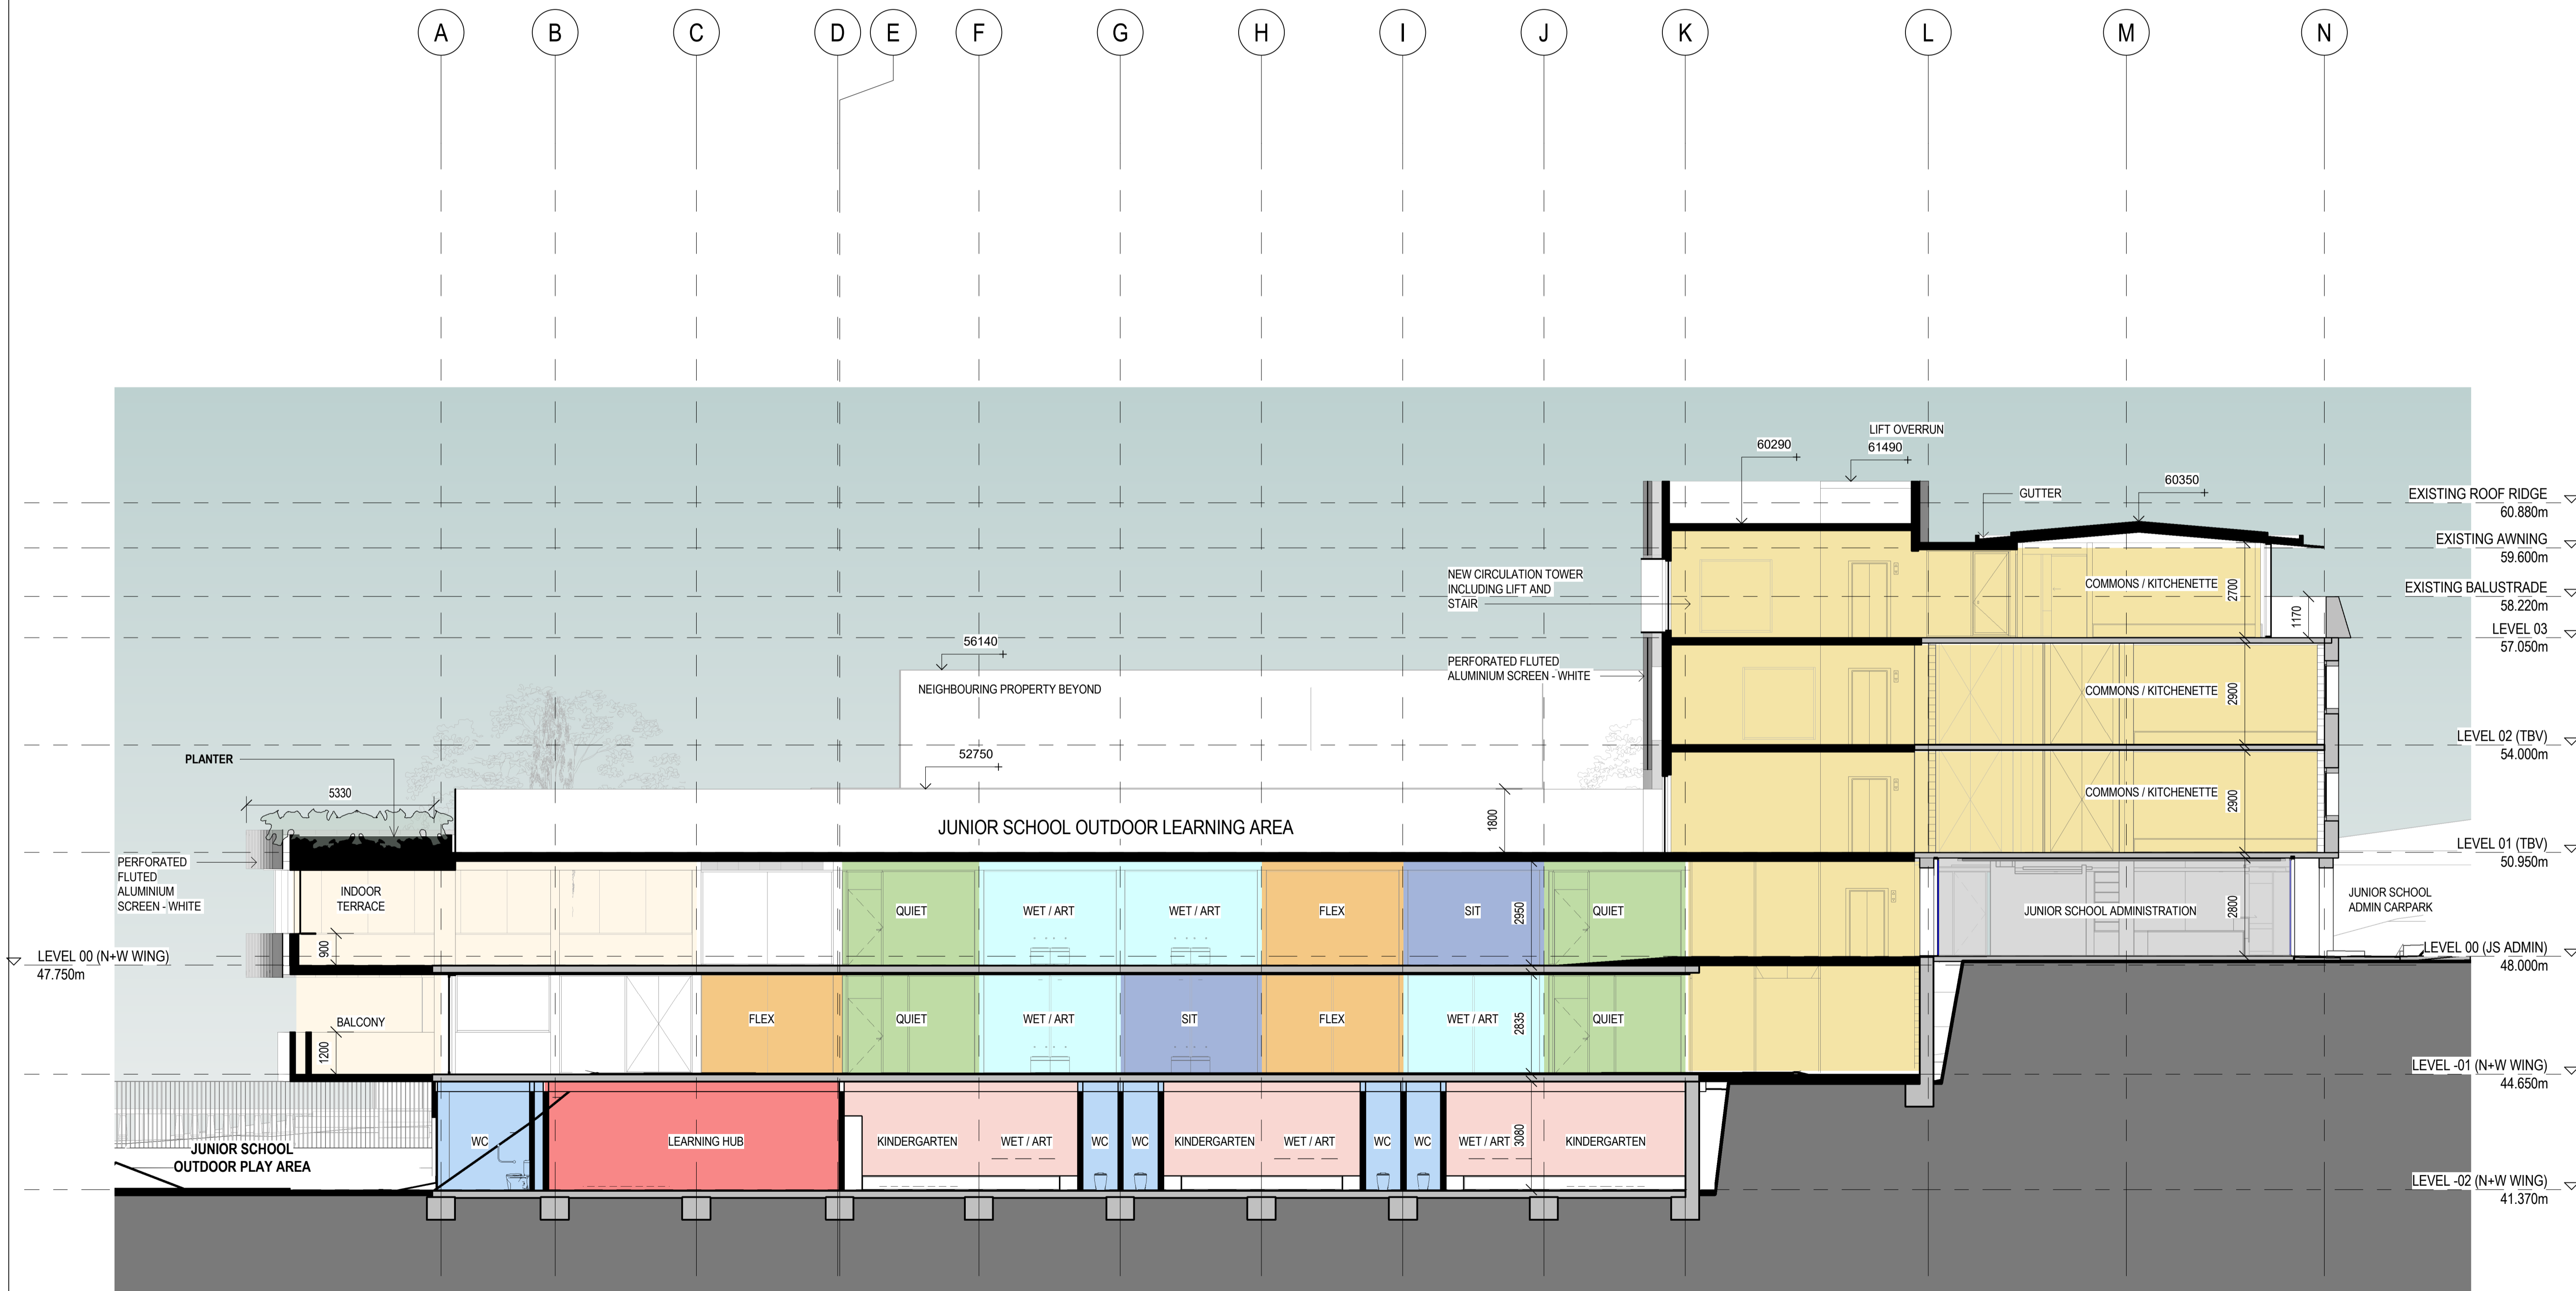 A
B
C
D
E
F
G
H
I
J
K
L
M
N
LIFT OVERRUN
60290
61490
GUTTER
60350
EXISTING ROOF RIDGE
60.880m
EXISTING AWNING
59.600m
NEW CIRCULATION TOWER
INCLUDING LIFT AND
STAIR
COMMONS / KITCHENETTE
2700
EXISTING BALUSTRADE
58.220m
1170
LEVEL 03
57.050m
56140
NEIGHBOURING PROPERTY BEYOND
PERFORATED FLUTED
ALUMINIUM SCREEN - WHITE
COMMONS / KITCHENETTE
2900
LEVEL 02 (TBV)
54.000m
PLANTER
52750
5330
COMMONS / KITCHENETTE
2900
JUNIOR SCHOOL OUTDOOR LEARNING AREA
1800
LEVEL 01 (TBV)
50.950m
PERFORATED
FLUTED
ALUMINIUM
SCREEN - WHITE
INDOOR
TERRACE
900
QUIET
WET / ART
WET / ART
FLEX
SIT
2950
QUIET
JUNIOR SCHOOL ADMINISTRATION
2800
JUNIOR SCHOOL
ADMIN CARPARK
LEVEL 00 (N+W WING)
47.750m
LEVEL 00 (JS ADMIN)
48.000m
BALCONY
1200
FLEX
QUIET
WET / ART
SIT
FLEX
WET / ART
2835
QUIET
LEVEL -01 (N+W WING)
44.650m
JUNIOR SCHOOL
OUTDOOR PLAY AREA
WC
LEARNING HUB
KINDERGARTEN
WET / ART
WC
WC
KINDERGARTEN
WET / ART
WC
WC
WET / ART
3080
KINDERGARTEN
LEVEL -02 (N+W WING)
41.370m